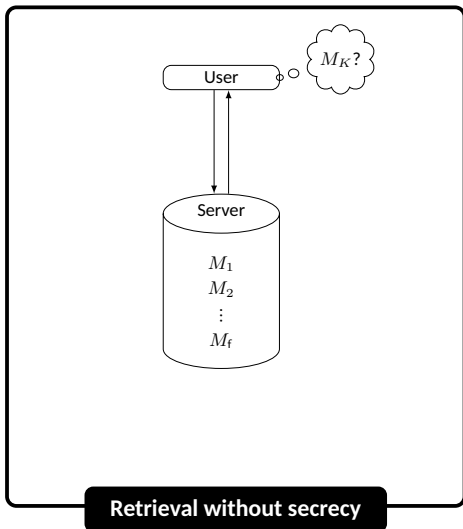 M_K?
User
Server
M_1
M_2
⋮
M_f
Retrieval without secrecy